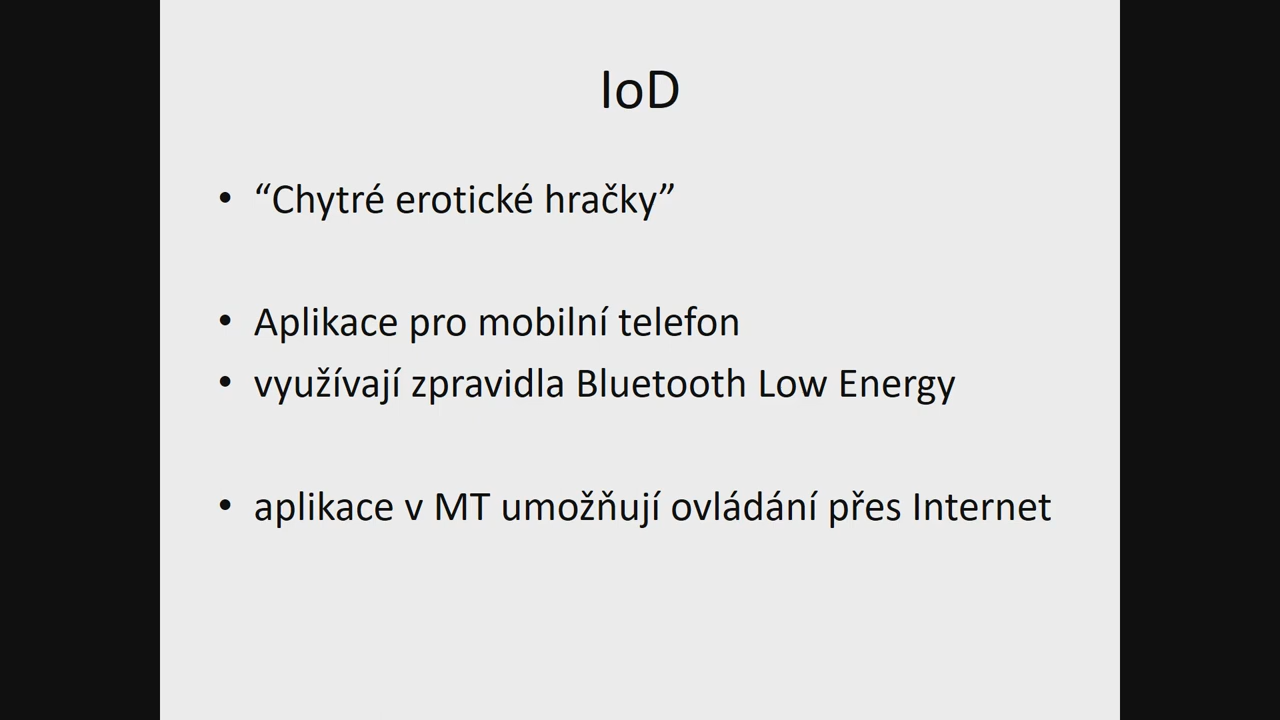 IoD
• “Chytré erotické hračky”
• Aplikace pro mobilní telefon
• využívají zpravidla Bluetooth Low Energy
• aplikace v MT umožňují ovládání přes Internet